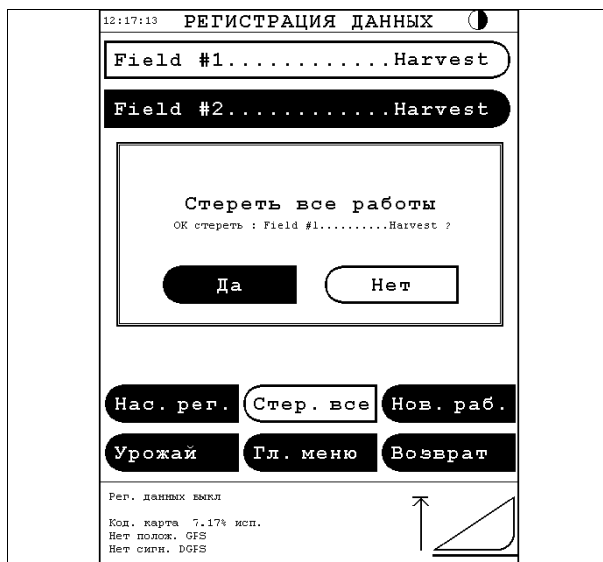 12:17:13 РЕГИСТРАЦИЯ ДАННЫХ
Field #1............Harvest
Field #2............Harvest
Стереть все работы
ОК стереть : Field #1..........Harvest ?
Да Нет
Нас. рег. Стер. все Нов. раб.
Урожай Гл. меню Возврат
Рег. данных выкл
Код. карта 7.17% исп.
Нет полож. GPS
Нет сигн. DGPS